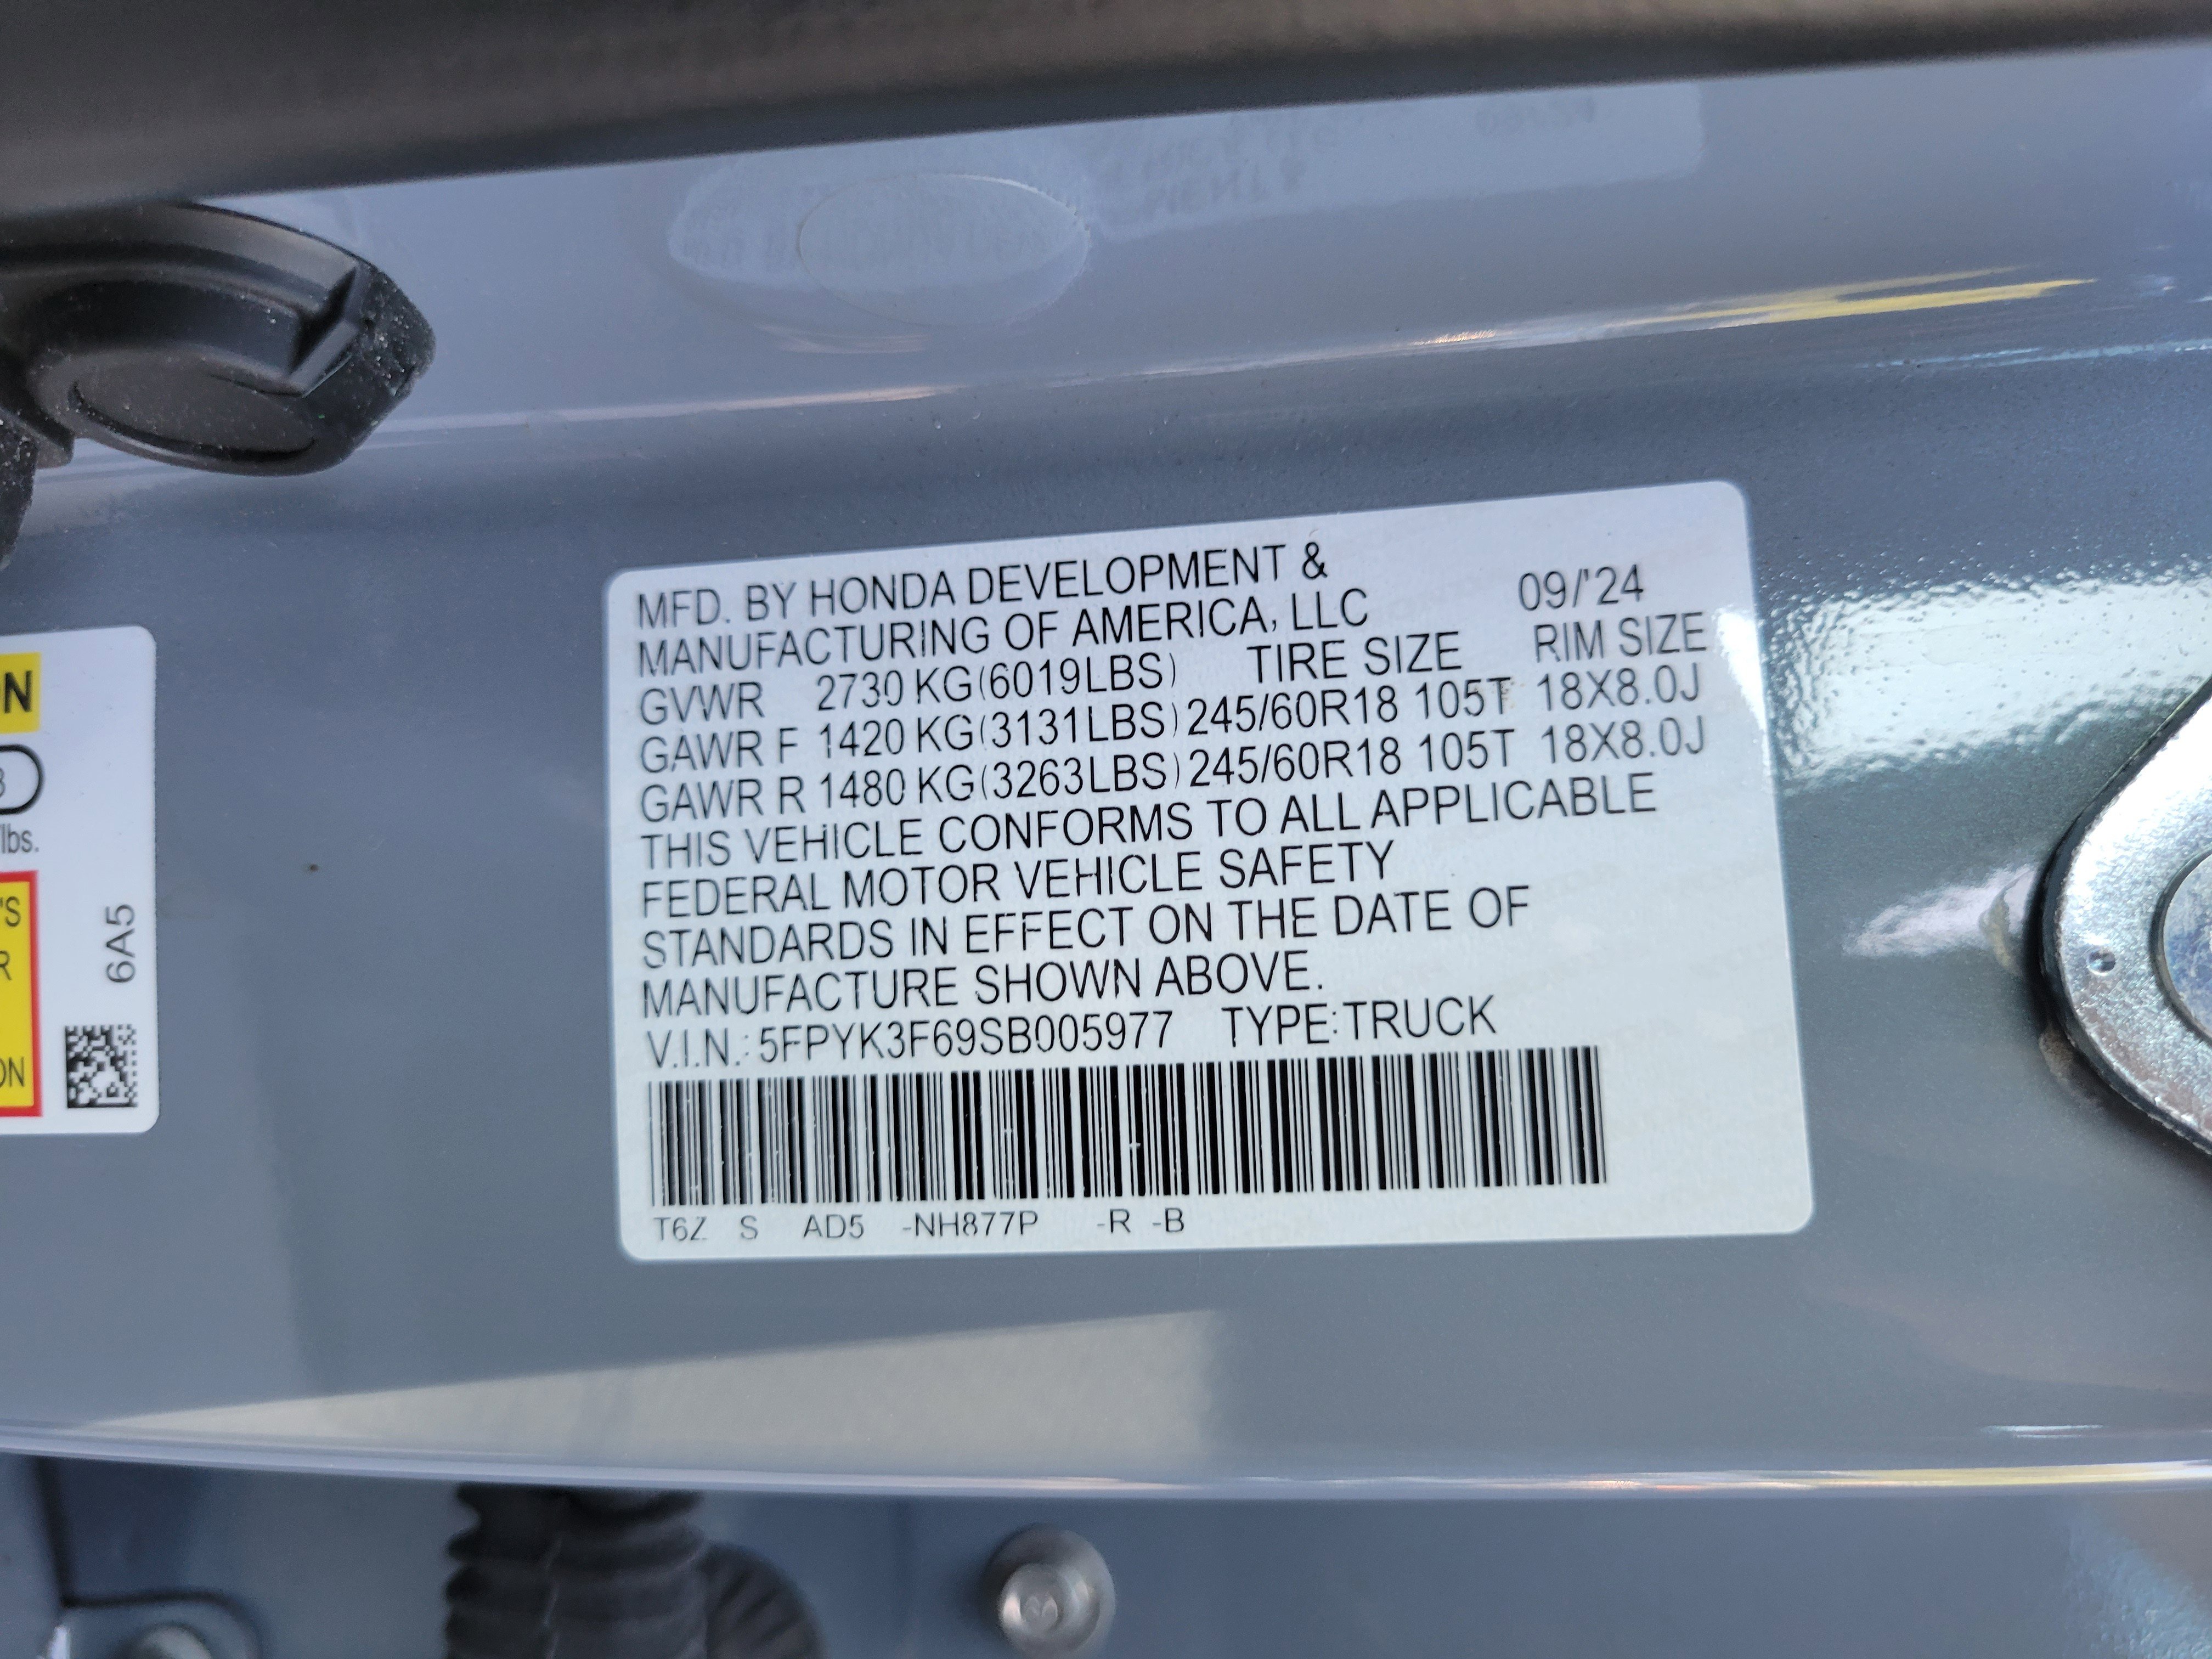 MFD. BY HONDA DEVELOPMENT &
MANUFACTURING OF AMERICA, LLC 09/'24
GVWR 2730 KG(6019LBS) TIRE SIZE RIM SIZE
GAWR F 1420 KG(3131LBS) 245/60R18 105T 18X8.0J
GAWR R 1480 KG(3263LBS) 245/60R18 105T 18X8.0J
THIS VEHICLE CONFORMS TO ALL APPLICABLE
FEDERAL MOTOR VEHICLE SAFETY
STANDARDS IN EFFECT ON THE DATE OF
MANUFACTURE SHOWN ABOVE.
V.I.N.: 5FPYK3F69SB005977 TYPE:TRUCK
T6Z S AD5 -NH877P -R -B
lbs.
6A5